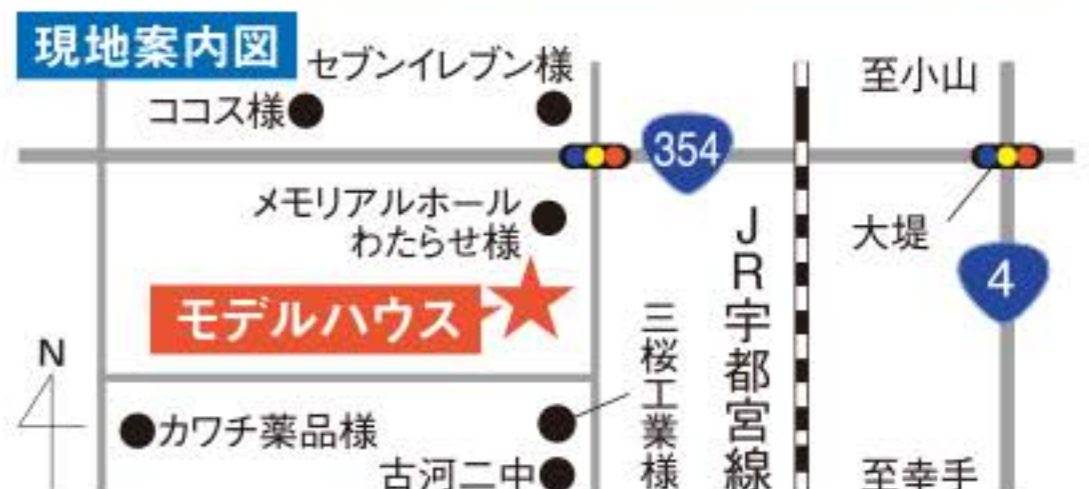 現地案内図
セブンイレブン様
至小山
ココス様
354
メモリアルホール
わたらせ様
大堤
JR宇都宮線
4
モデルハウス
三桜工業様
N
カワチ薬品様
古河二中
至幸手